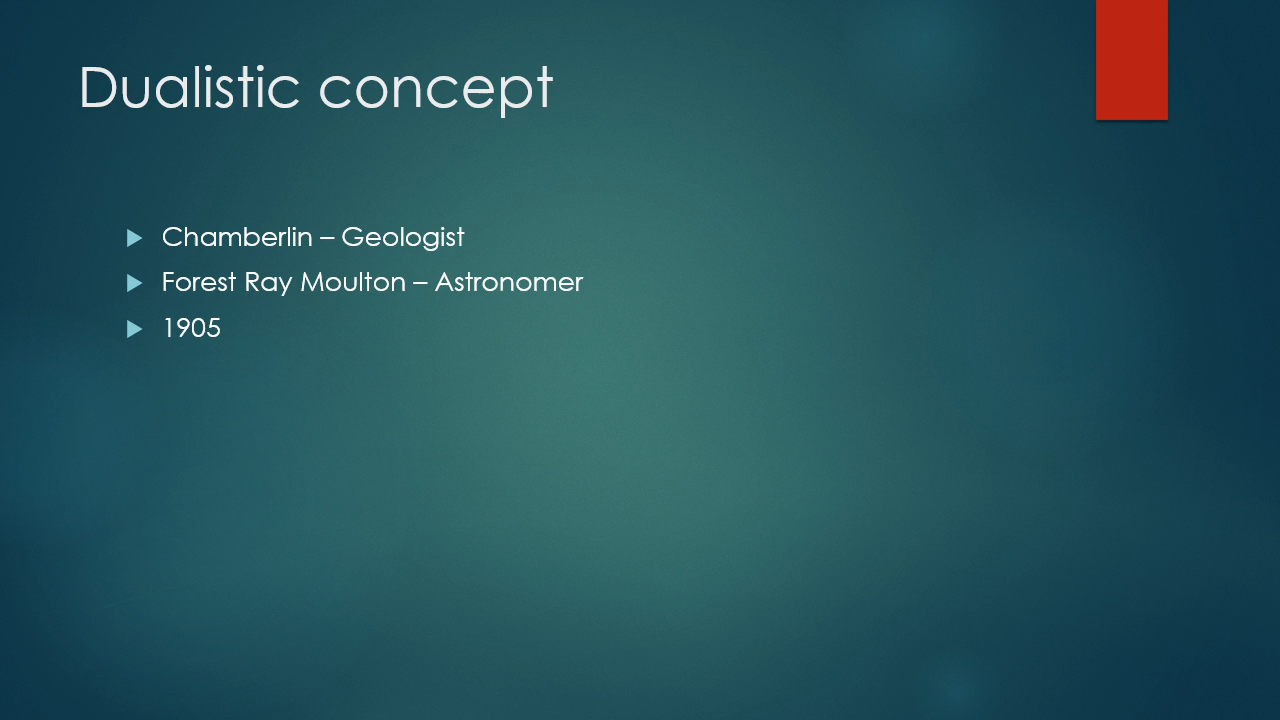 Dualistic concept
Chamberlin – Geologist
Forest Ray Moulton – Astronomer
1905